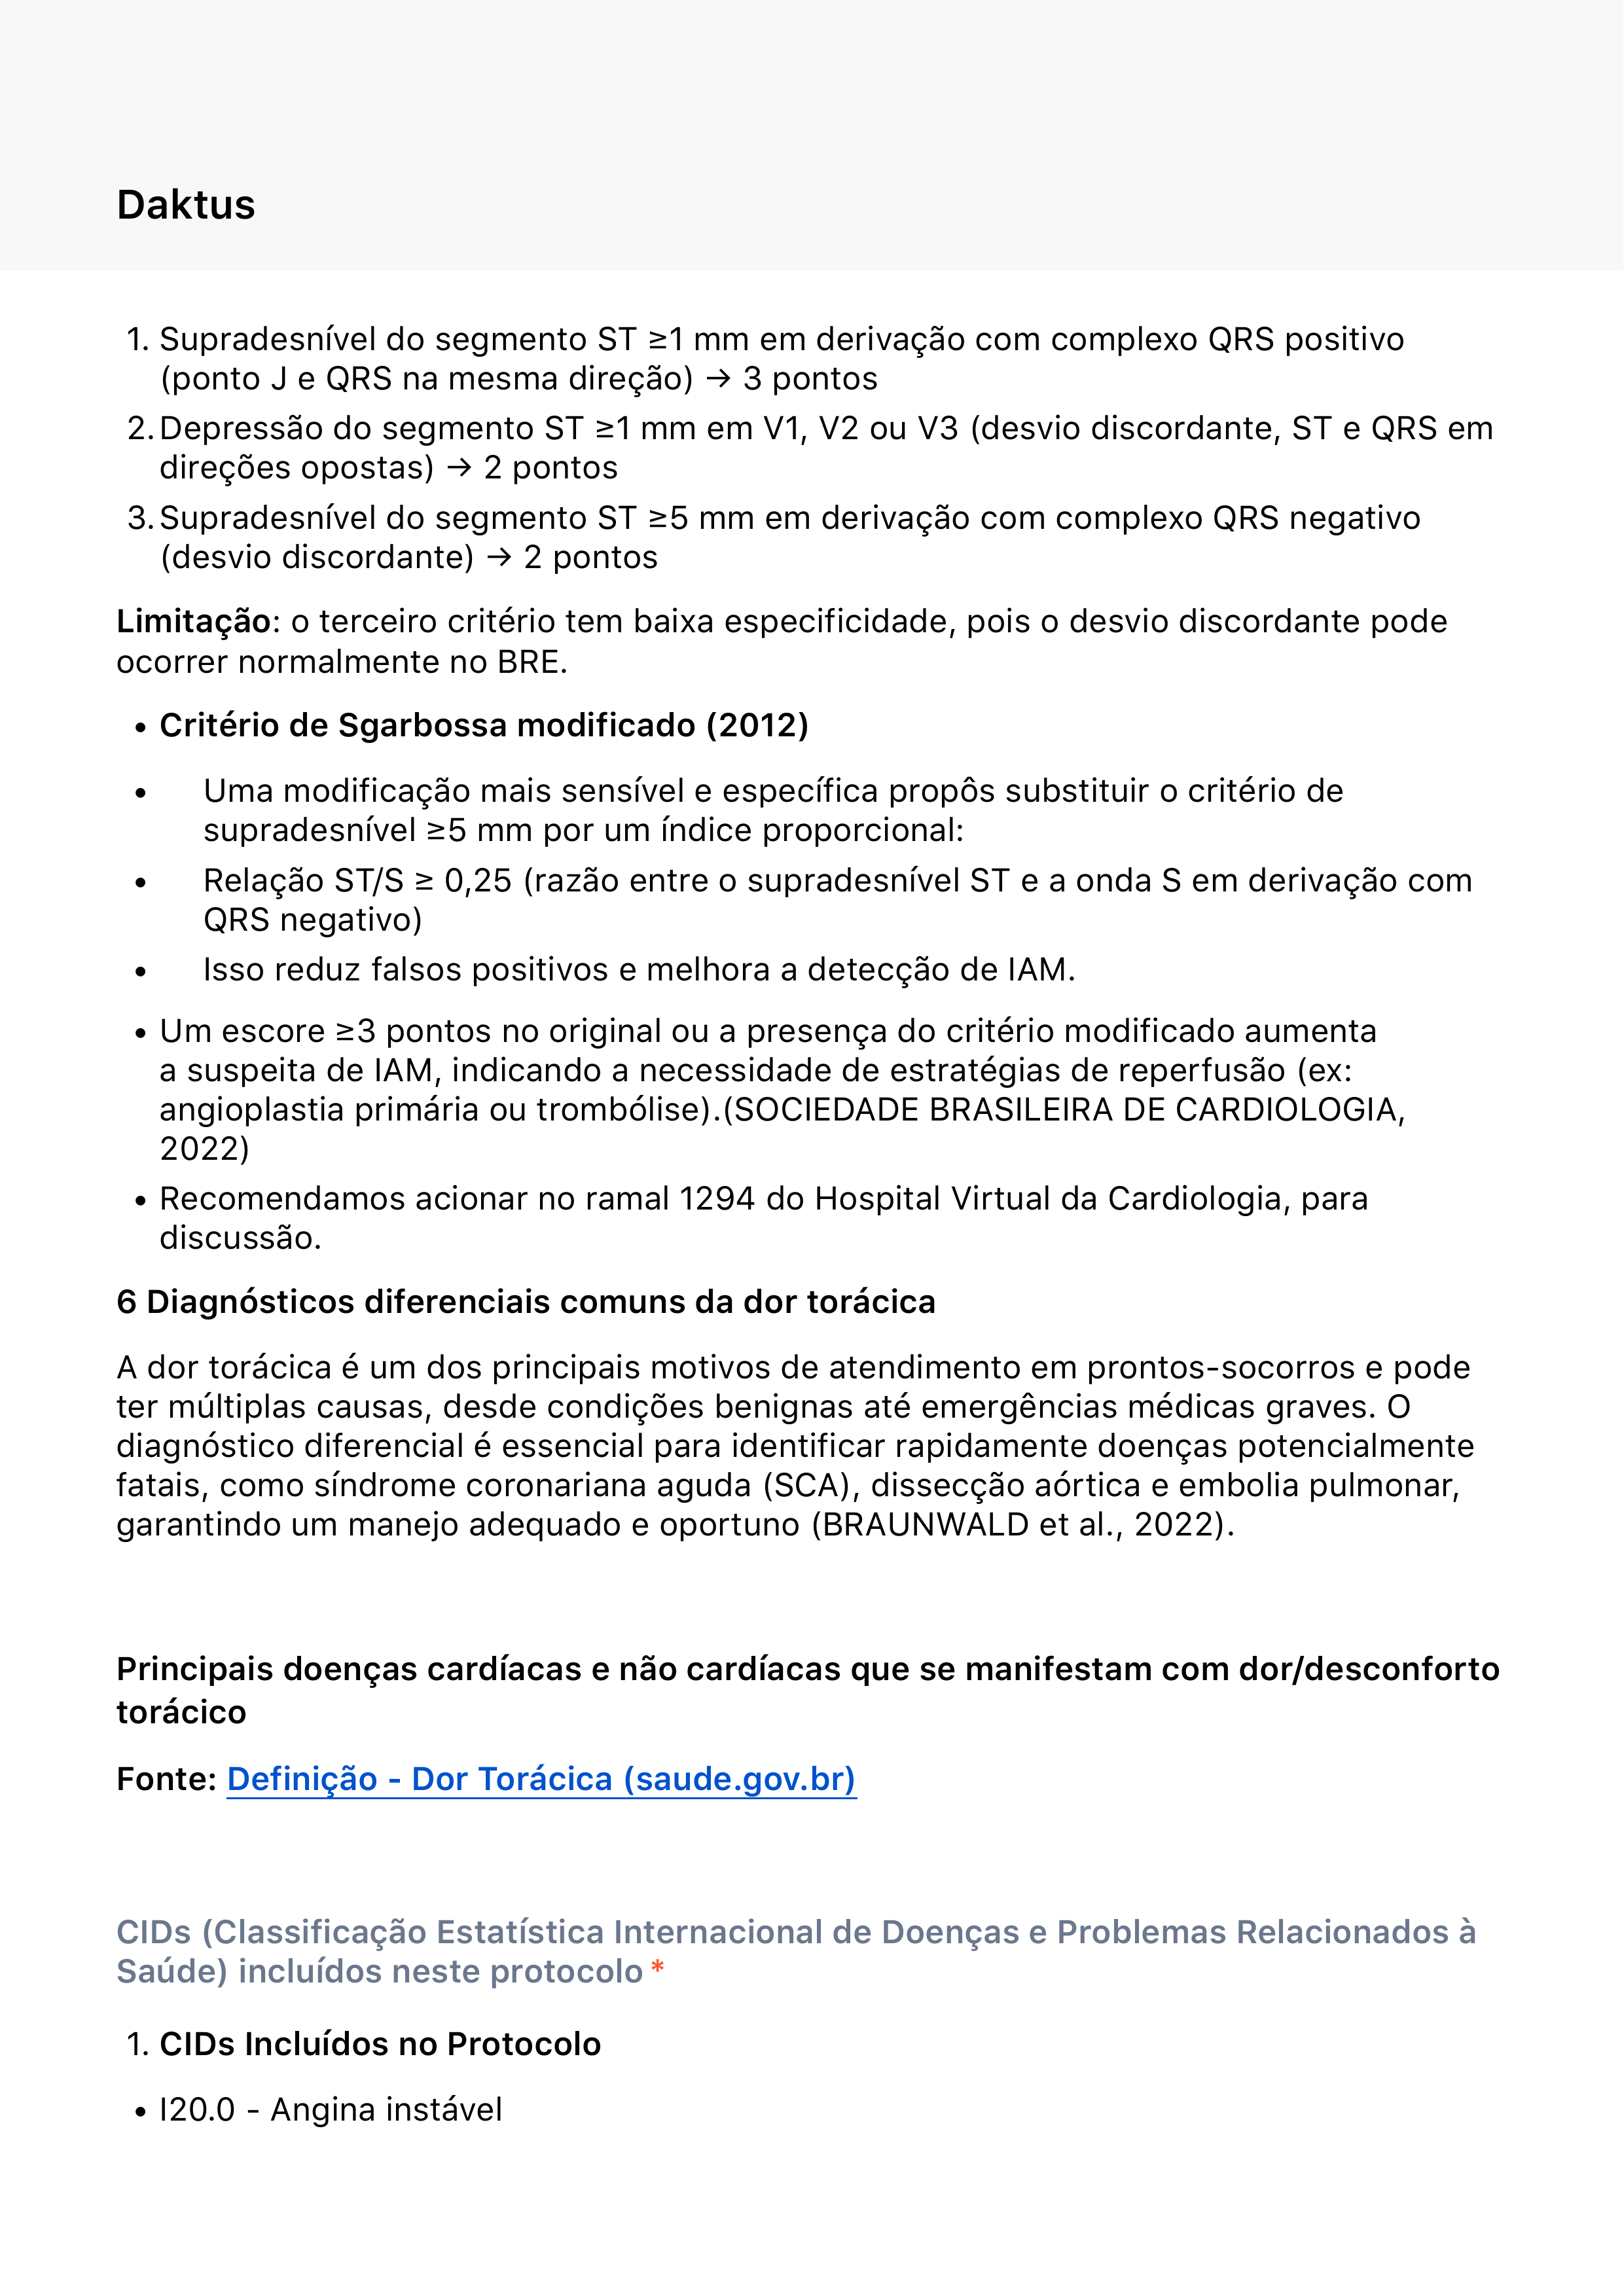 Daktus
1. Supradesnível do segmento ST ≥1 mm em derivação com complexo QRS positivo
(ponto J e QRS na mesma direção) → 3 pontos
2. Depressão do segmento ST ≥1 mm em V1, V2 ou V3 (desvio discordante, ST e QRS em
direções opostas) → 2 pontos
3. Supradesnível do segmento ST ≥5 mm em derivação com complexo QRS negativo
(desvio discordante) → 2 pontos
Limitação: o terceiro critério tem baixa especificidade, pois o desvio discordante pode
ocorrer normalmente no BRE.
• Critério de Sgarbossa modificado (2012)
• Uma modificação mais sensível e específica propôs substituir o critério de
supradesnível ≥5 mm por um índice proporcional:
• Relação ST/S ≥ 0,25 (razão entre o supradesnível ST e a onda S em derivação com
QRS negativo)
• Isso reduz falsos positivos e melhora a detecção de IAM.
• Um escore ≥3 pontos no original ou a presença do critério modificado aumenta
a suspeita de IAM, indicando a necessidade de estratégias de reperfusão (ex:
angioplastia primária ou trombólise).(SOCIEDADE BRASILEIRA DE CARDIOLOGIA,
2022)
• Recomendamos acionar no ramal 1294 do Hospital Virtual da Cardiologia, para
discussão.
6 Diagnósticos diferenciais comuns da dor torácica
A dor torácica é um dos principais motivos de atendimento em prontos-socorros e pode
ter múltiplas causas, desde condições benignas até emergências médicas graves. O
diagnóstico diferencial é essencial para identificar rapidamente doenças potencialmente
fatais, como síndrome coronariana aguda (SCA), dissecção aórtica e embolia pulmonar,
garantindo um manejo adequado e oportuno (BRAUNWALD et al., 2022).
Principais doenças cardíacas e não cardíacas que se manifestam com dor/desconforto
torácico
Fonte: Definição - Dor Torácica (saude.gov.br)
CIDs (Classificação Estatística Internacional de Doenças e Problemas Relacionados à
Saúde) incluídos neste protocolo *
1. CIDs Incluídos no Protocolo
• I20.0 - Angina instável